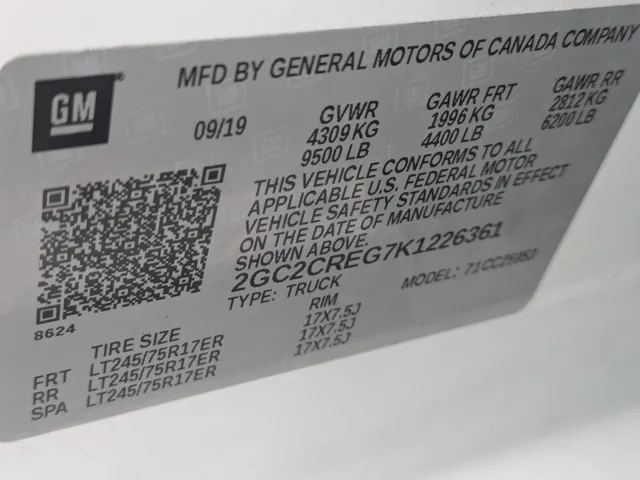 MFD BY GENERAL MOTORS OF CANADA COMPANY
GM
09/19
GVWR
4309 KG
9500 LB
GAWR FRT
1996 KG
4400 LB
GAWR RR
2812 KG
6200 LB
THIS VEHICLE CONFORMS TO ALL
APPLICABLE U.S. FEDERAL MOTOR
VEHICLE SAFETY STANDARDS IN EFFECT
ON THE DATE OF MANUFACTURE
SHOWN ABOVE.
2GC2CREG7K1226361
TYPE: TRUCK
MODEL:
8624
TIRE SIZE RIM
FRT LT245/75R17ER 17X7.5J
RR LT245/75R17ER 17X7.5J
SPA LT245/75R17ER 17X7.5J